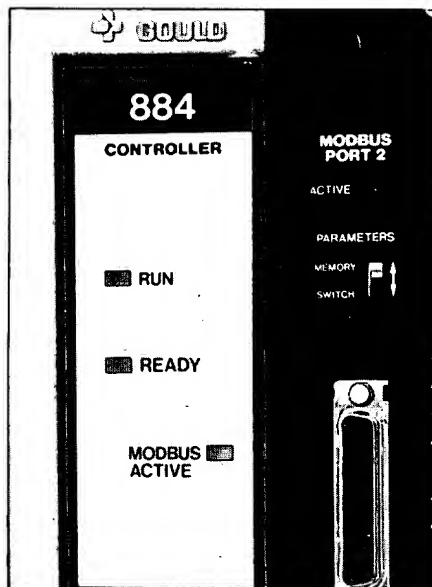 GOULD
884
CONTROLLER
RUN
READY
MODBUS
ACTIVE
MODBUS
PORT 2
ACTIVE
PARAMETERS
MEMORY
SWITCH